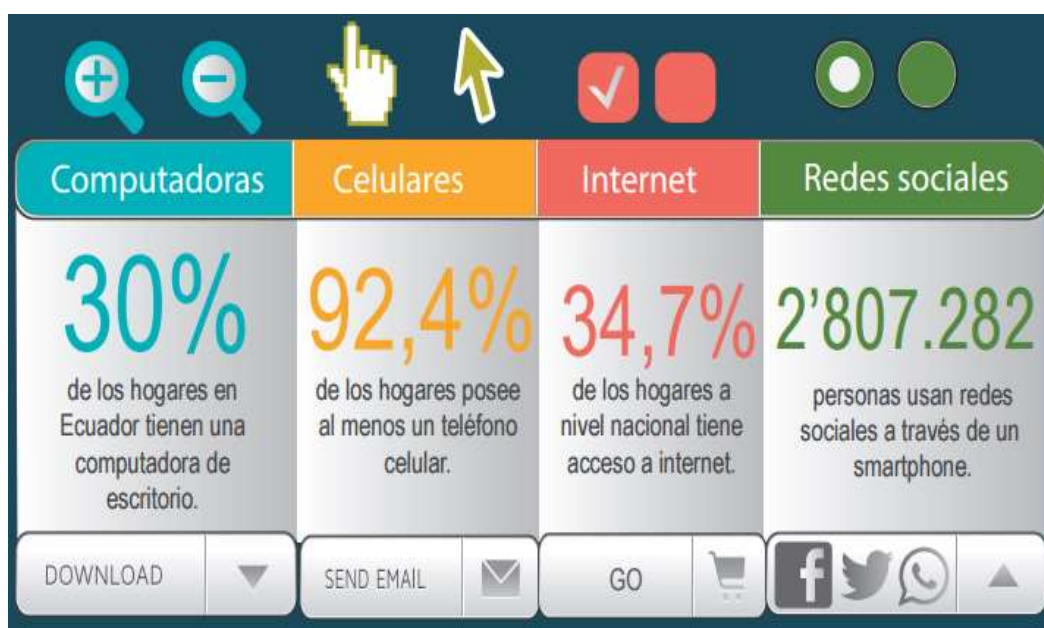 Computadoras
Celulares
Internet
Redes sociales
30%
de los hogares en
Ecuador tienen una
computadora de
escritorio.
92,4%
de los hogares posee
al menos un teléfono
celular.
34,7%
de los hogares a
nivel nacional tiene
acceso a internet.
2’807.282
personas usan redes
sociales a través de un
smartphone.
DOWNLOAD
SEND EMAIL
GO